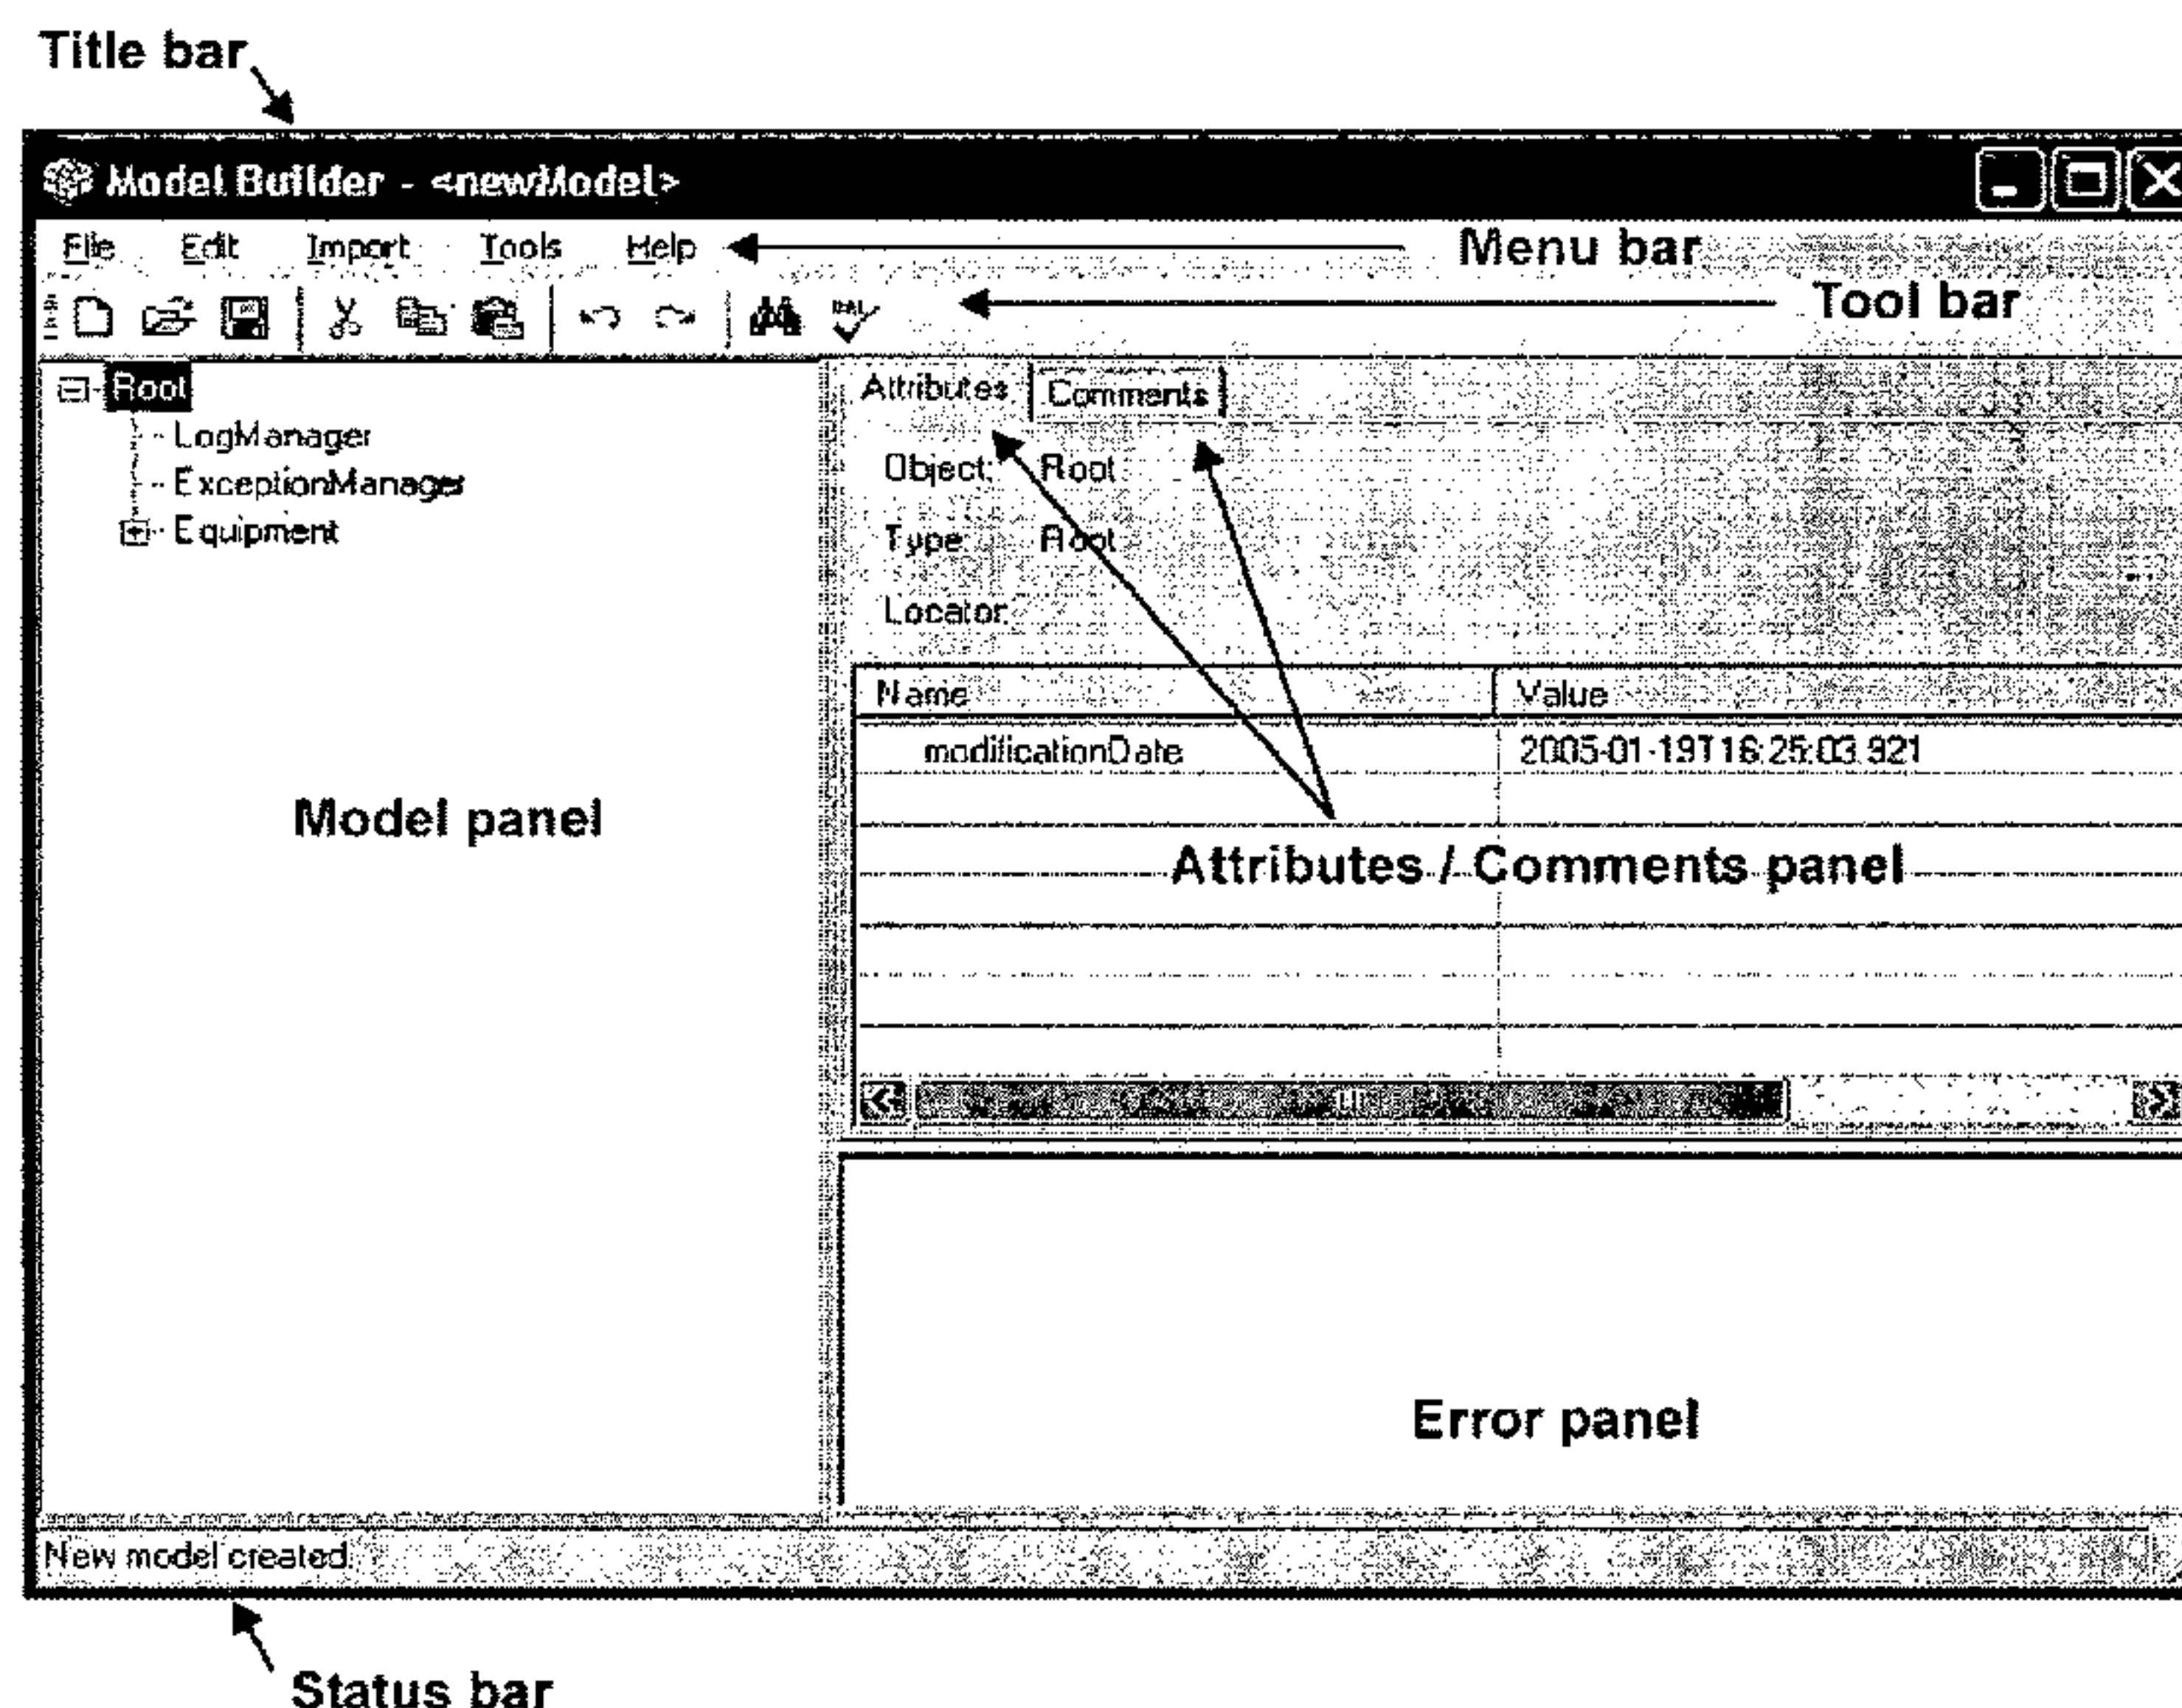 Title bar
Model Builder - <newModel>
File Edit Import Tools Help
Menu bar
Tool bar
Root
LogManager
ExceptionManager
Equipment
Attributes Comments
Object: Root
Type: Root
Locator:
Name Value
modificationDate 2005-01-19T16:25:03.921
Model panel
Attributes / Comments panel
Error panel
New model created.
Status bar